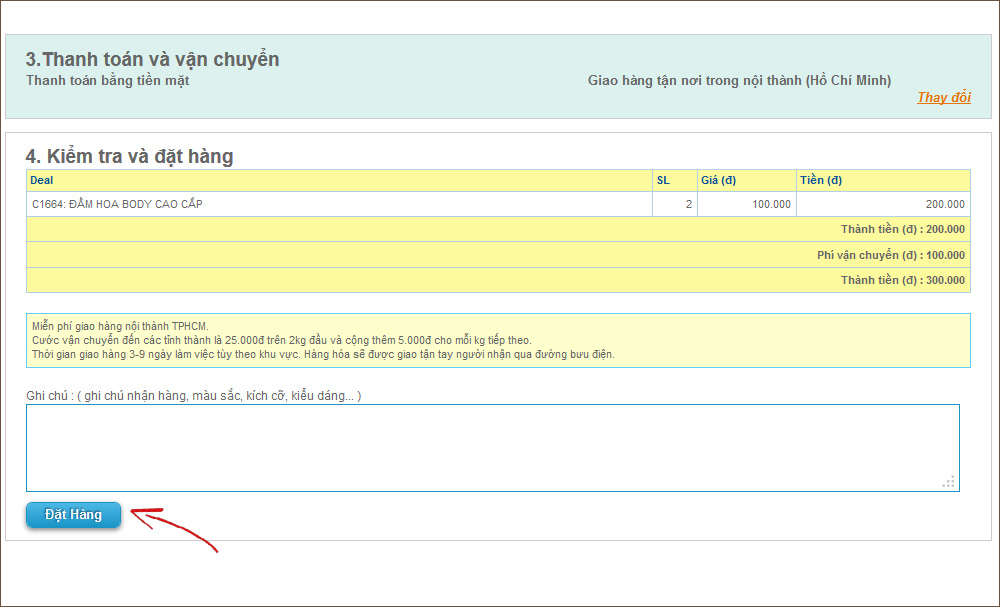 3.Thanh toán và vận chuyển
Thanh toán bằng tiền mặt
Giao hàng tận nơi trong nội thành (Hồ Chí Minh)
Thay đổi
4. Kiểm tra và đặt hàng
Deal SL Giá (đ) Tiền (đ)
C1664: ĐẦM HOA BODY CAO CẤP 2 100.000 200.000
Thành tiền (đ) : 200.000
Phí vận chuyển (đ) : 100.000
Thành tiền (đ) : 300.000
Miễn phí giao hàng nội thành TPHCM.
Cước vận chuyển đến các tỉnh thành là 25.000đ trên 2kg đầu và cộng thêm 5.000đ cho mỗi kg tiếp theo.
Thời gian giao hàng 3-9 ngày làm việc tùy theo khu vực. Hàng hóa sẽ được giao tận tay người nhận qua đường bưu điện.
Ghi chú : ( ghi chú nhận hàng, màu sắc, kích cỡ, kiểu dáng... )
Đặt Hàng